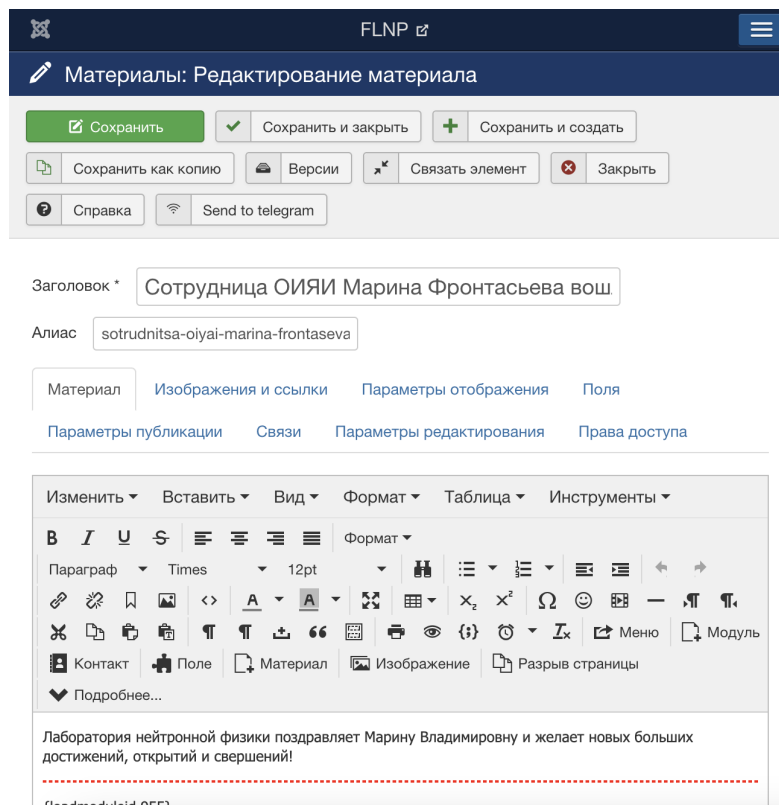 FLNP
Материалы: Редактирование материала
Сохранить Сохранить и закрыть Сохранить и создать
Сохранить как копию Версии Связать элемент Закрыть
Справка Send to telegram
Заголовок * Сотрудница ОИЯИ Марина Фронтасьева вош
Алиас sotrudnitsa-oiyai-marina-frontaseva
Материал Изображения и ссылки Параметры отображения Поля
Параметры публикации Связи Параметры редактирования Права доступа
Изменить Вставить Вид Формат Таблица Инструменты
B I U S Формат
Параграф Times 12pt
A A X₂ X² Ω
Меню Модуль
Контакт Поле Материал Изображение Разрыв страницы
Подробнее...
Лаборатория нейтронной физики поздравляет Марину Владимировну и желает новых больших
достижений, открытий и свершений!